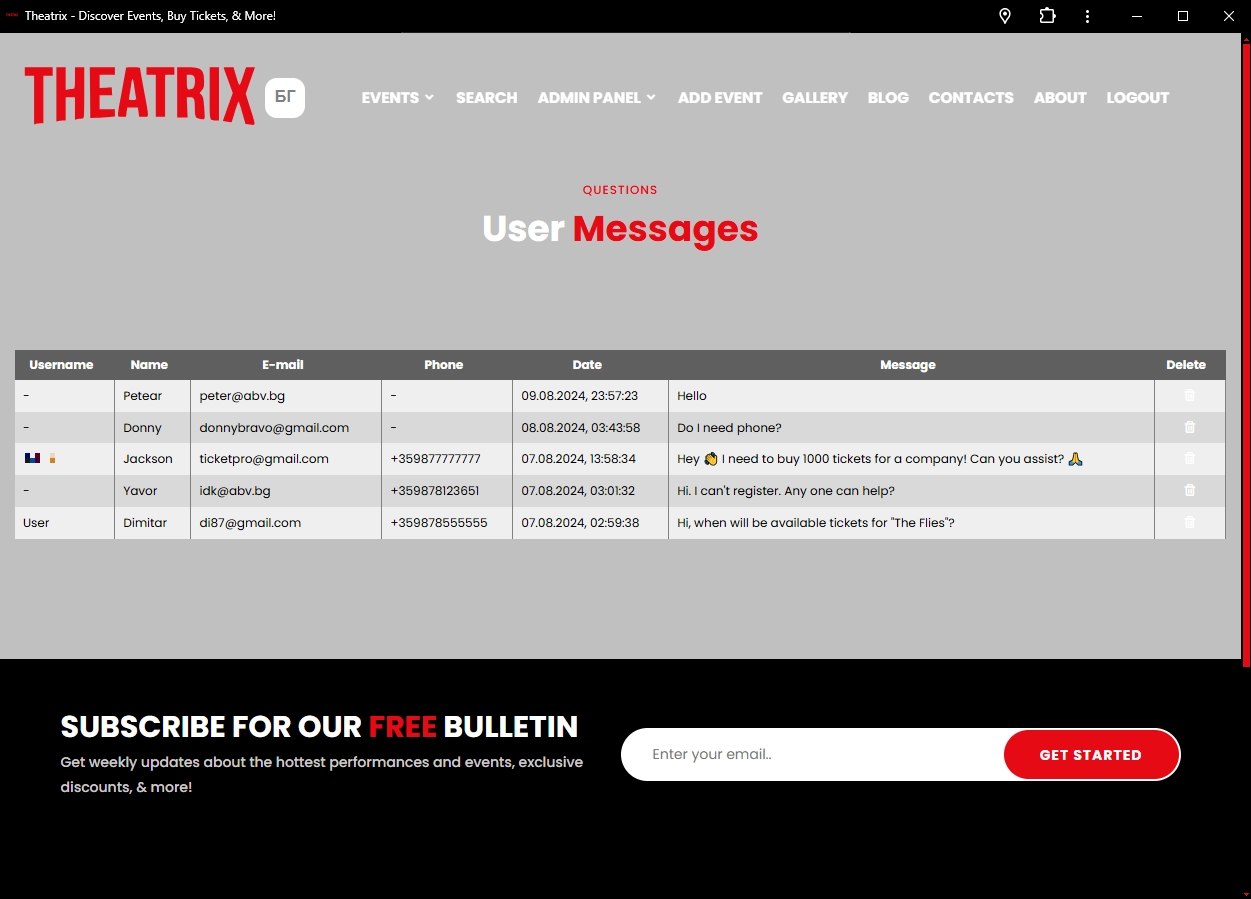 Theatrix - Discover Events, Buy Tickets, & More!
THEATRIX БГ EVENTS SEARCH ADMIN PANEL ADD EVENT GALLERY BLOG CONTACTS ABOUT LOGOUT
QUESTIONS
User Messages
Username Name E-mail Phone Date Message Delete
- Petear peter@abv.bg - 09.08.2024, 23:57:23 Hello
- Donny donnybravo@gmail.com - 08.08.2024, 03:43:58 Do I need phone?
Jackson ticketpro@gmail.com +359877777777 07.08.2024, 13:58:34 Hey 👏 I need to buy 1000 tickets for a company! Can you assist? 🙏
- Yavor idk@abv.bg +359878123651 07.08.2024, 03:01:32 Hi. I can't register. Any one can help?
User Dimitar di87@gmail.com +359878555555 07.08.2024, 02:59:38 Hi, when will be available tickets for "The Flies"?
SUBSCRIBE FOR OUR FREE BULLETIN
Get weekly updates about the hottest performances and events, exclusive
discounts, & more!
Enter your email..
GET STARTED